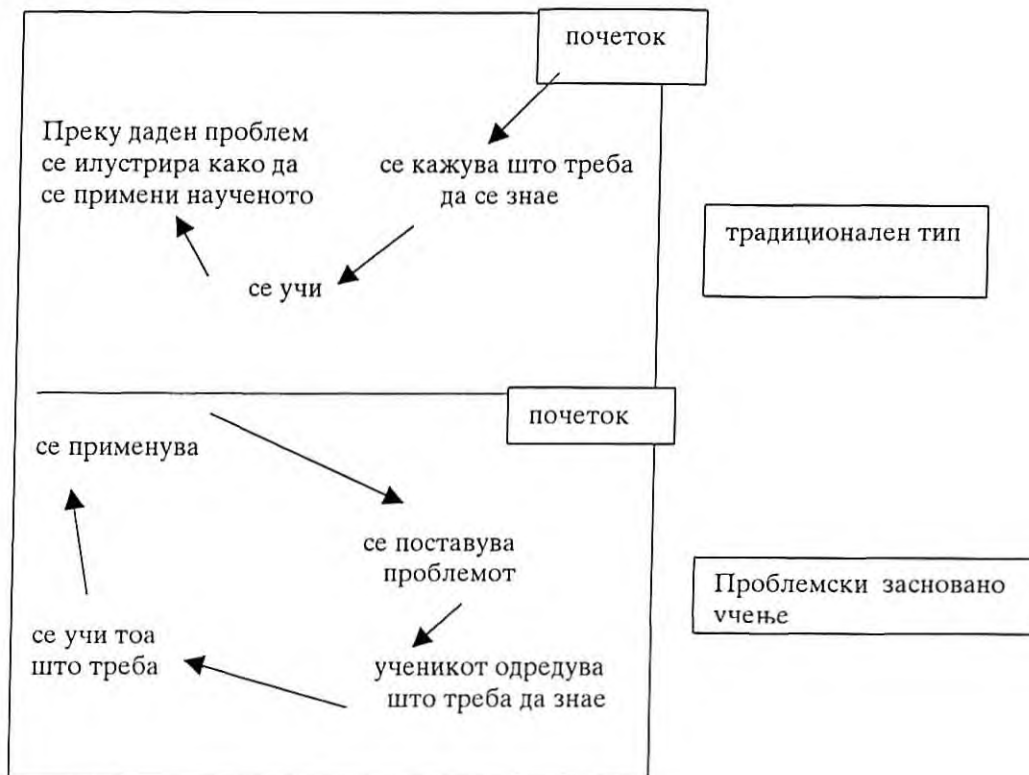 почеток
Преку даден проблем
се илустрира како да
се примени наученото
се кажува што треба
да се знае
се учи
традиционален тип
почеток
се применува
се поставува
проблемот
ученикот одредува
што треба да знае
се учи тоа
што треба
Проблемски засновано
учење